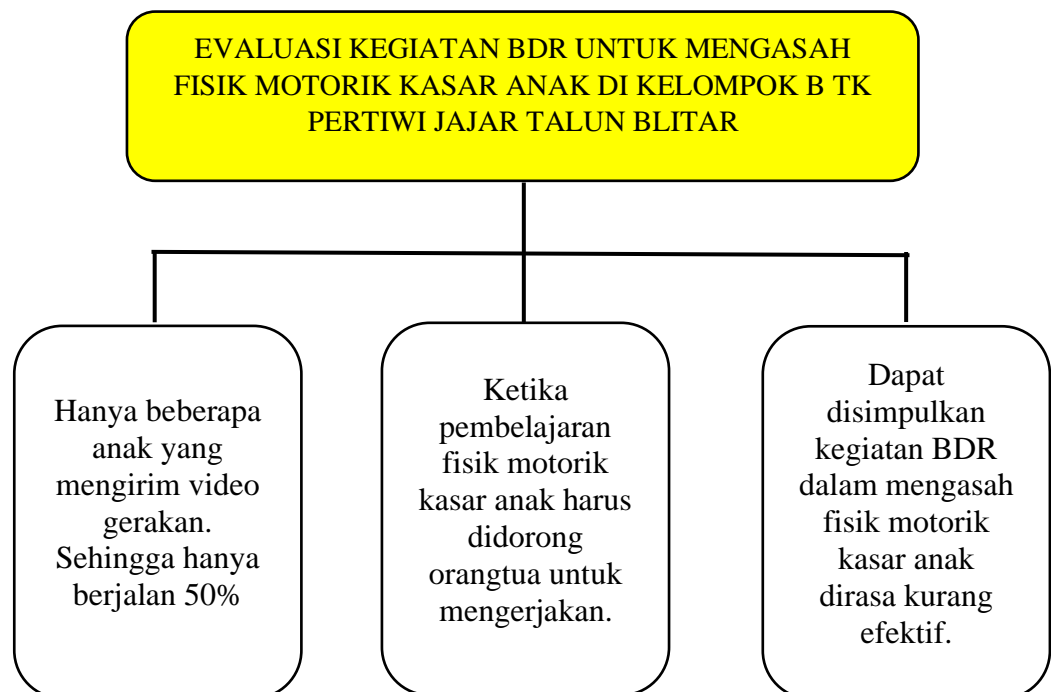 EVALUASI KEGIATAN BDR UNTUK MENGASAH
FISIK MOTORIK KASAR ANAK DI KELOMPOK B TK
PERTIWI JAJAR TALUN BLITAR
Hanya beberapa
anak yang
mengirim video
gerakan.
Sehingga hanya
berjalan 50%
Ketika
pembelajaran
fisik motorik
kasar anak harus
didorong
orangtua untuk
mengerjakan.
Dapat
disimpulkan
kegiatan BDR
dalam mengasah
fisik motorik
kasar anak
dirasa kurang
efektif.